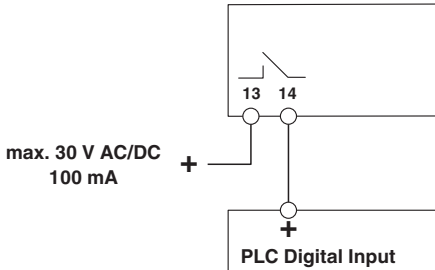 13 14
max. 30 V AC/DC
100 mA
+
+
PLC Digital Input